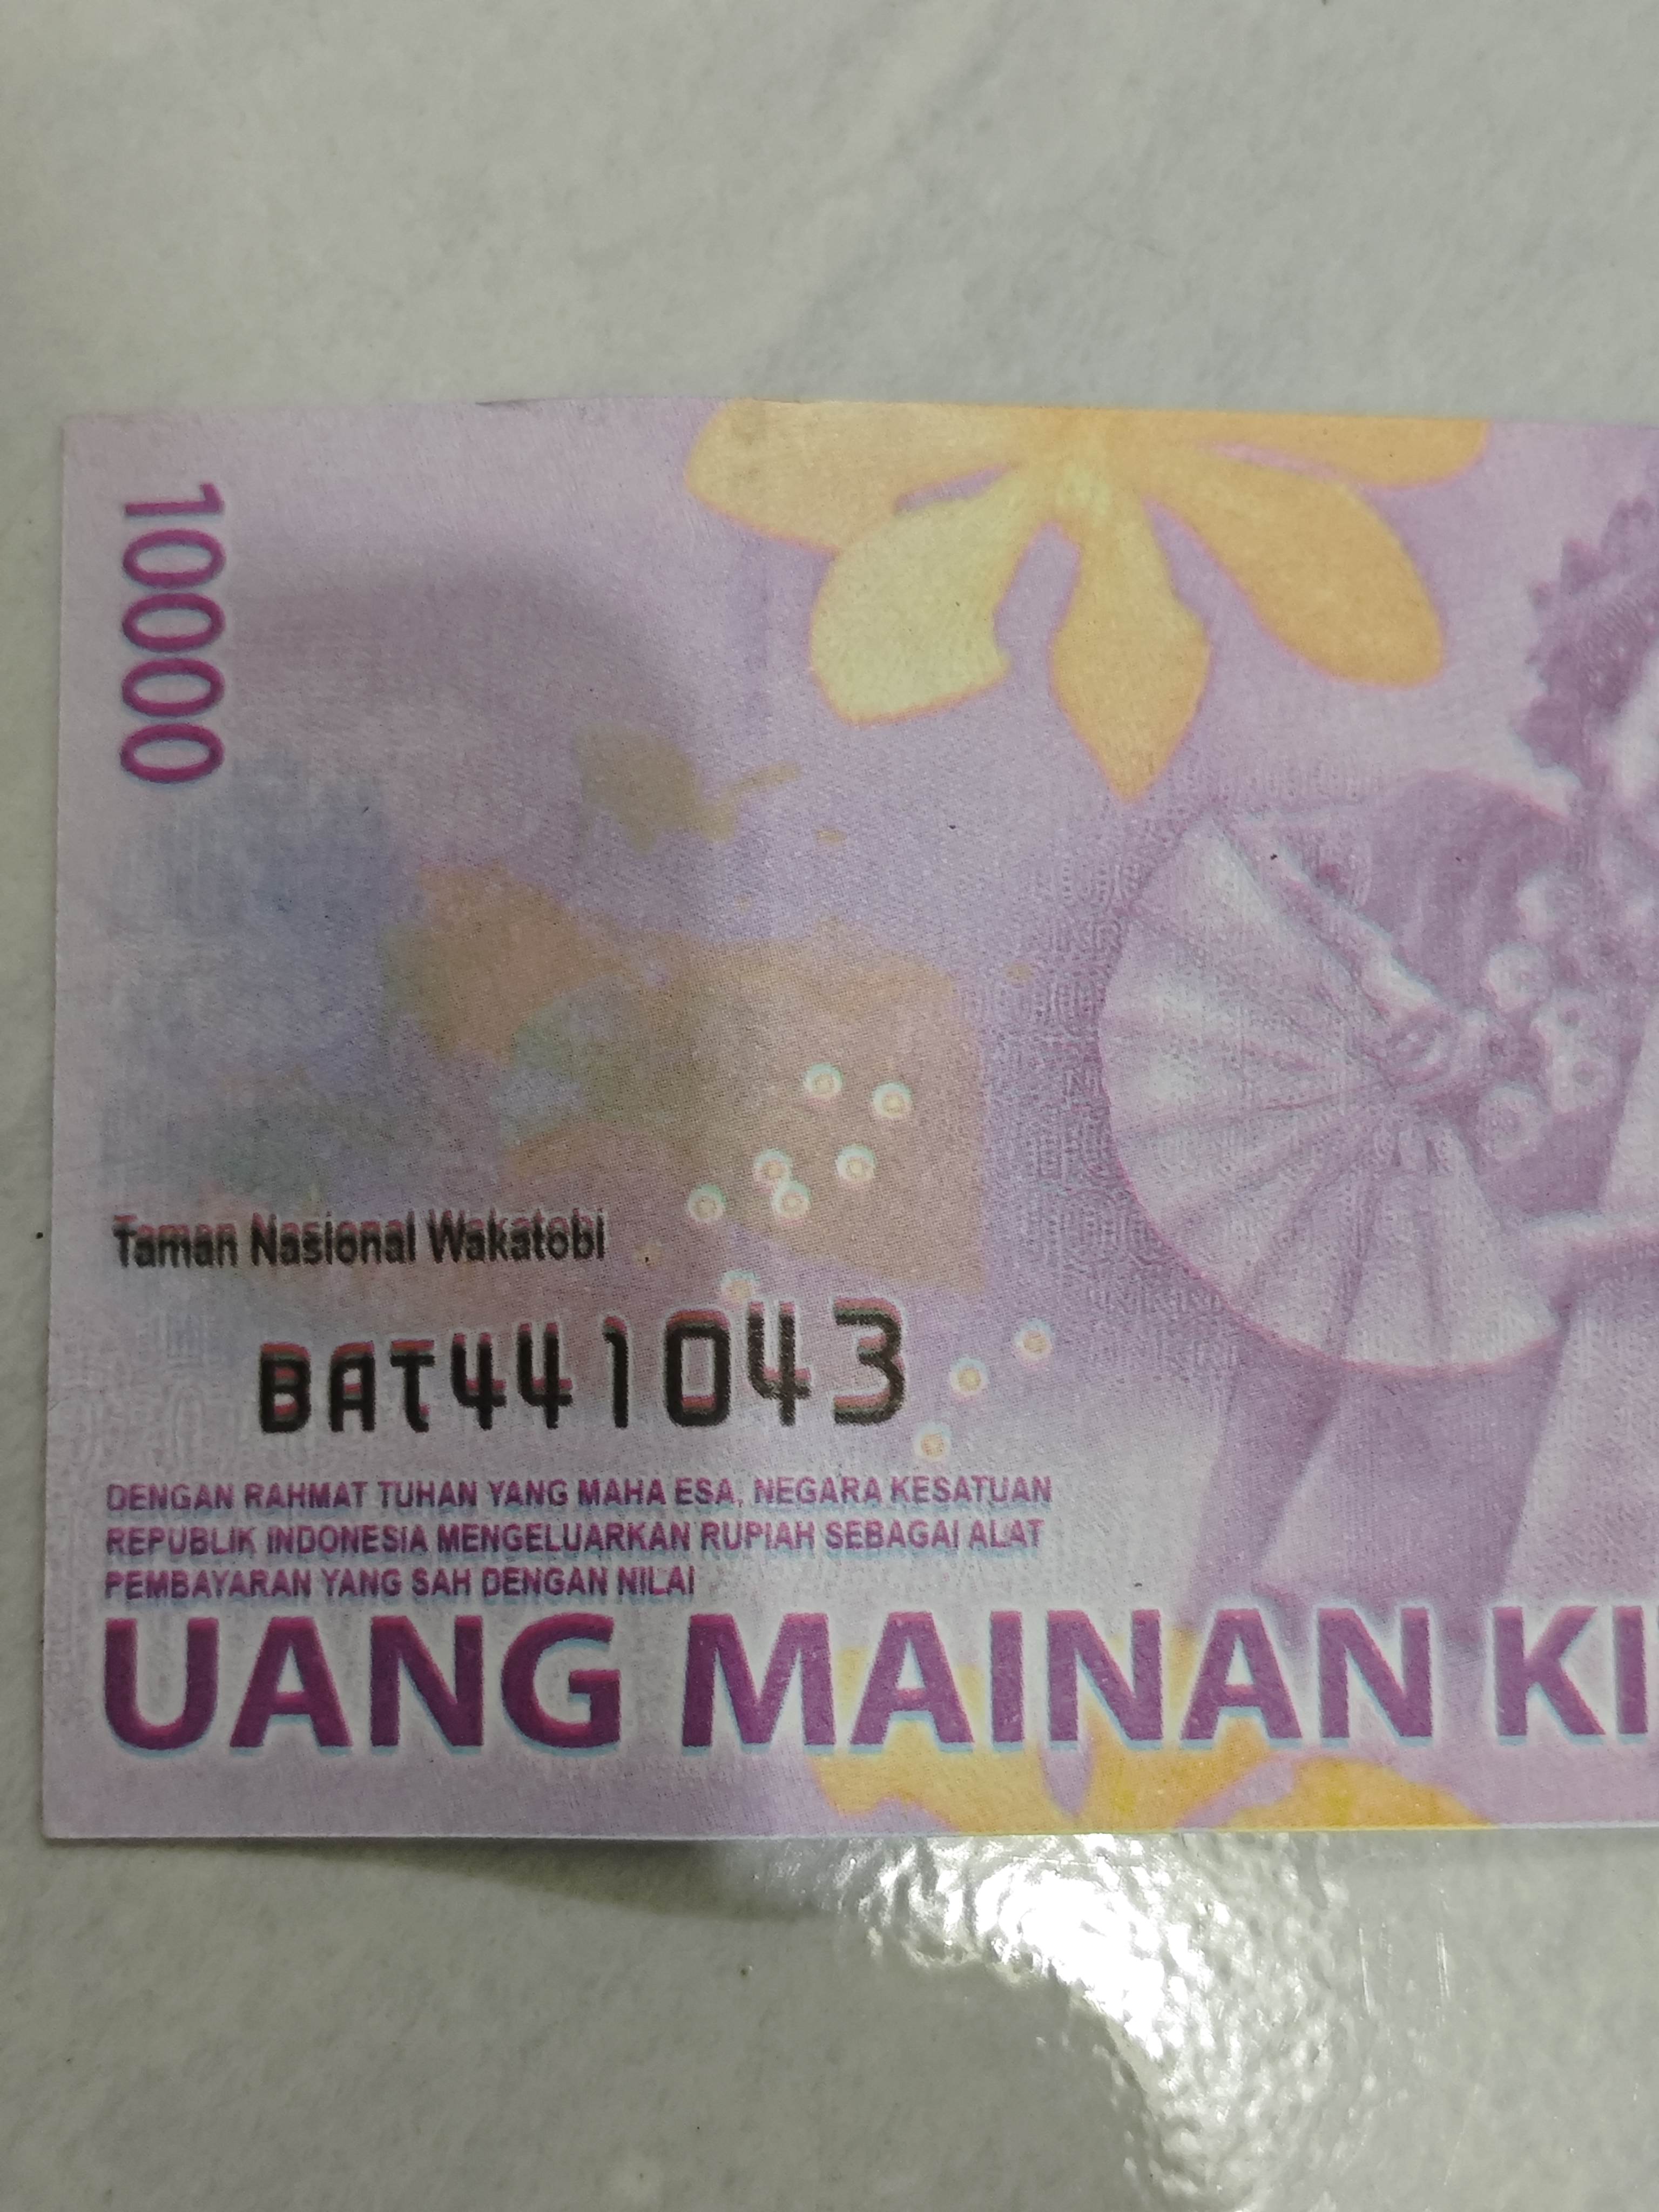 10000
Taman Nasional Wakatobi
BAT441043
DENGAN RAHMAT TUHAN YANG MAHA ESA, NEGARA KESATUAN
REPUBLIK INDONESIA MENGELUARKAN RUPIAH SEBAGAI ALAT
PEMBAYARAN YANG SAH DENGAN NILAI
UANG MAINAN